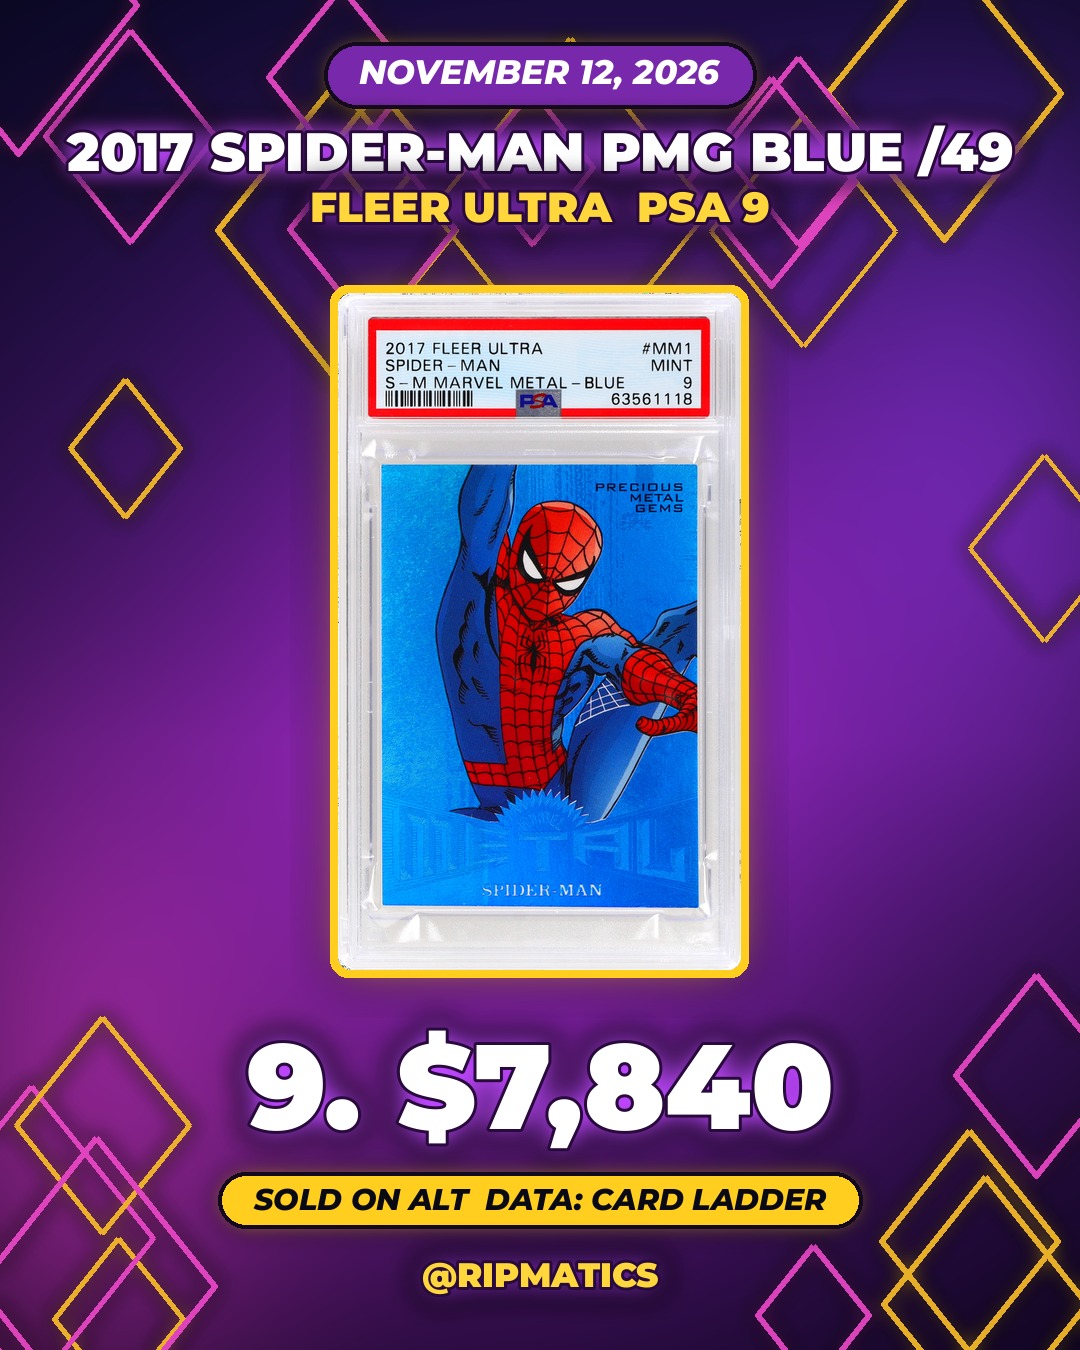 NOVEMBER 12, 2026
2017 SPIDER-MAN PMG BLUE /49
FLEER ULTRA PSA 9
2017 FLEER ULTRA #MM1
SPIDER-MAN MINT
S-M MARVEL METAL-BLUE 9
PSA 63561118
PRECIOUS
METAL
GEMS
METAL
SPIDER-MAN
9. $7,840
SOLD ON ALT DATA: CARD LADDER
@RIPMATICS